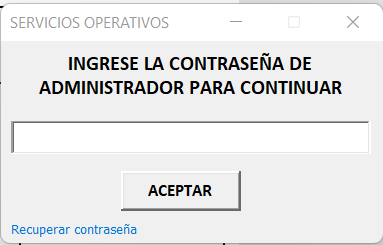 SERVICIOS OPERATIVOS
INGRESE LA CONTRASEÑA DE
ADMINISTRADOR PARA CONTINUAR
ACEPTAR
Recuperar contraseña